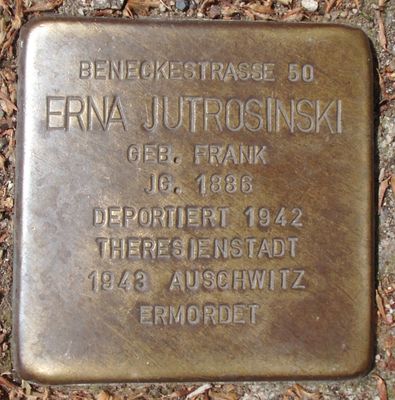 BENECKESTRASSE 50
ERNA JUTROSINSKI
GEB. FRANK
JG. 1886
DEPORTIERT 1942
THERESIENSTADT
1943 AUSCHWITZ
ERMORDET